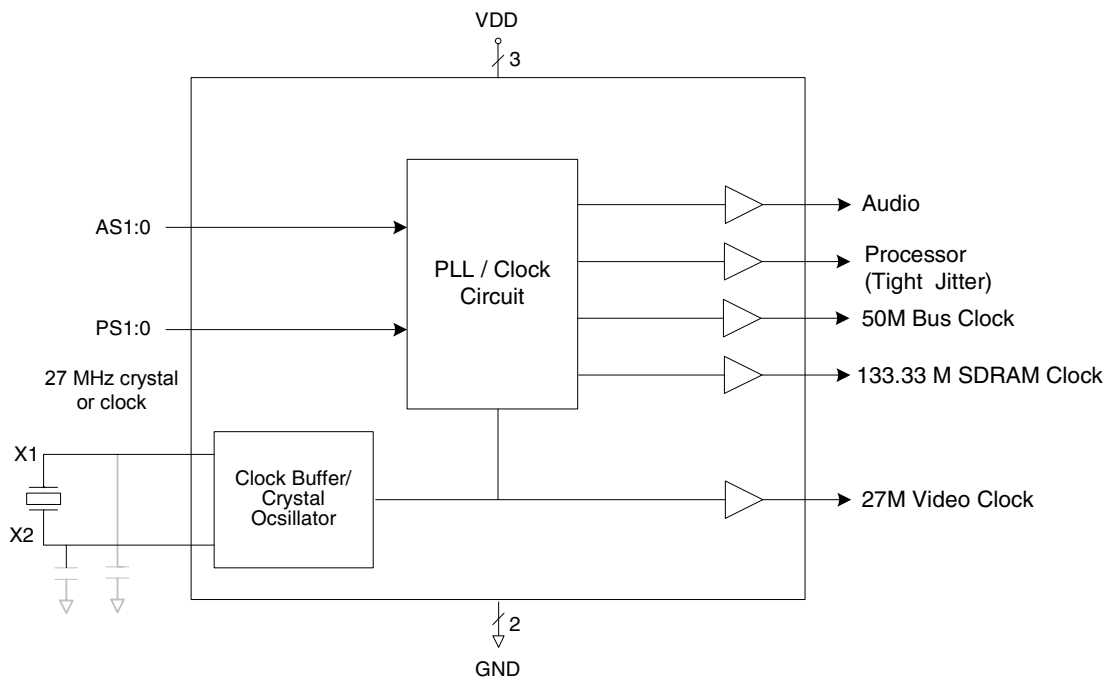 VDD
3
AS1:0
PS1:0
27 MHz crystal
or clock
X1
X2
PLL / Clock
Circuit
Clock Buffer/
Crystal
Ocsillator
Audio
Processor
(Tight Jitter)
50M Bus Clock
133.33 M SDRAM Clock
27M Video Clock
2
GND